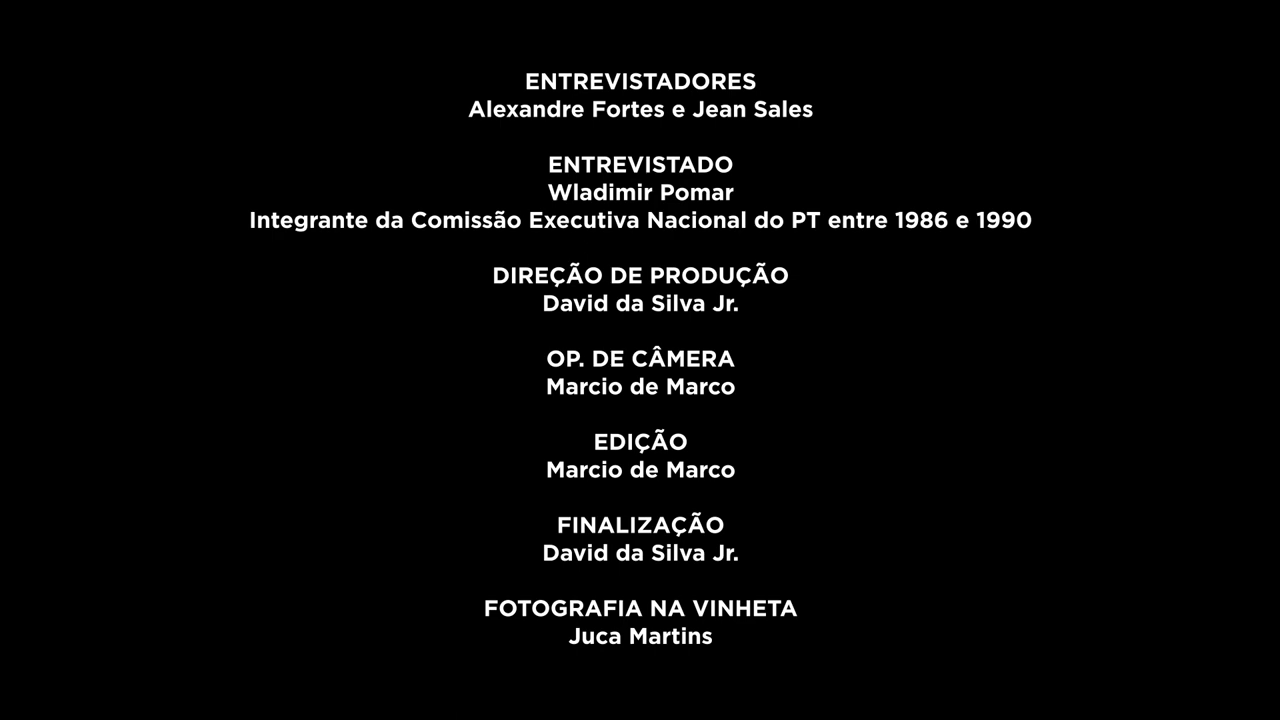 ENTREVISTADORES
Alexandre Fortes e Jean Sales
ENTREVISTADO
Wladimir Pomar
Integrante da Comissão Executiva Nacional do PT entre 1986 e 1990
DIREÇÃO DE PRODUÇÃO
David da Silva Jr.
OP. DE CÂMERA
Marcio de Marco
EDIÇÃO
Marcio de Marco
FINALIZAÇÃO
David da Silva Jr.
FOTOGRAFIA NA VINHETA
Juca Martins